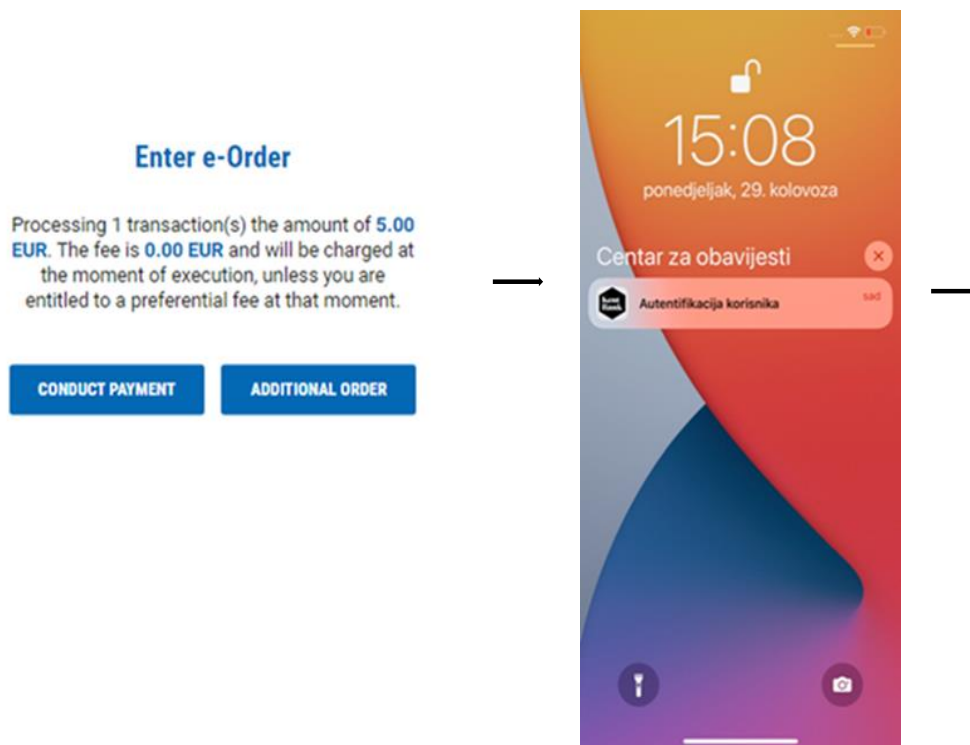 Enter e-Order
Processing 1 transaction(s) the amount of 5.00
EUR. The fee is 0.00 EUR and will be charged at
the moment of execution, unless you are
entitled to a preferential fee at that moment.
CONDUCT PAYMENT
ADDITIONAL ORDER
15:08
ponedjeljak, 29. kolovoza
Centar za obavijesti
Autentifikacija korisnika
sad